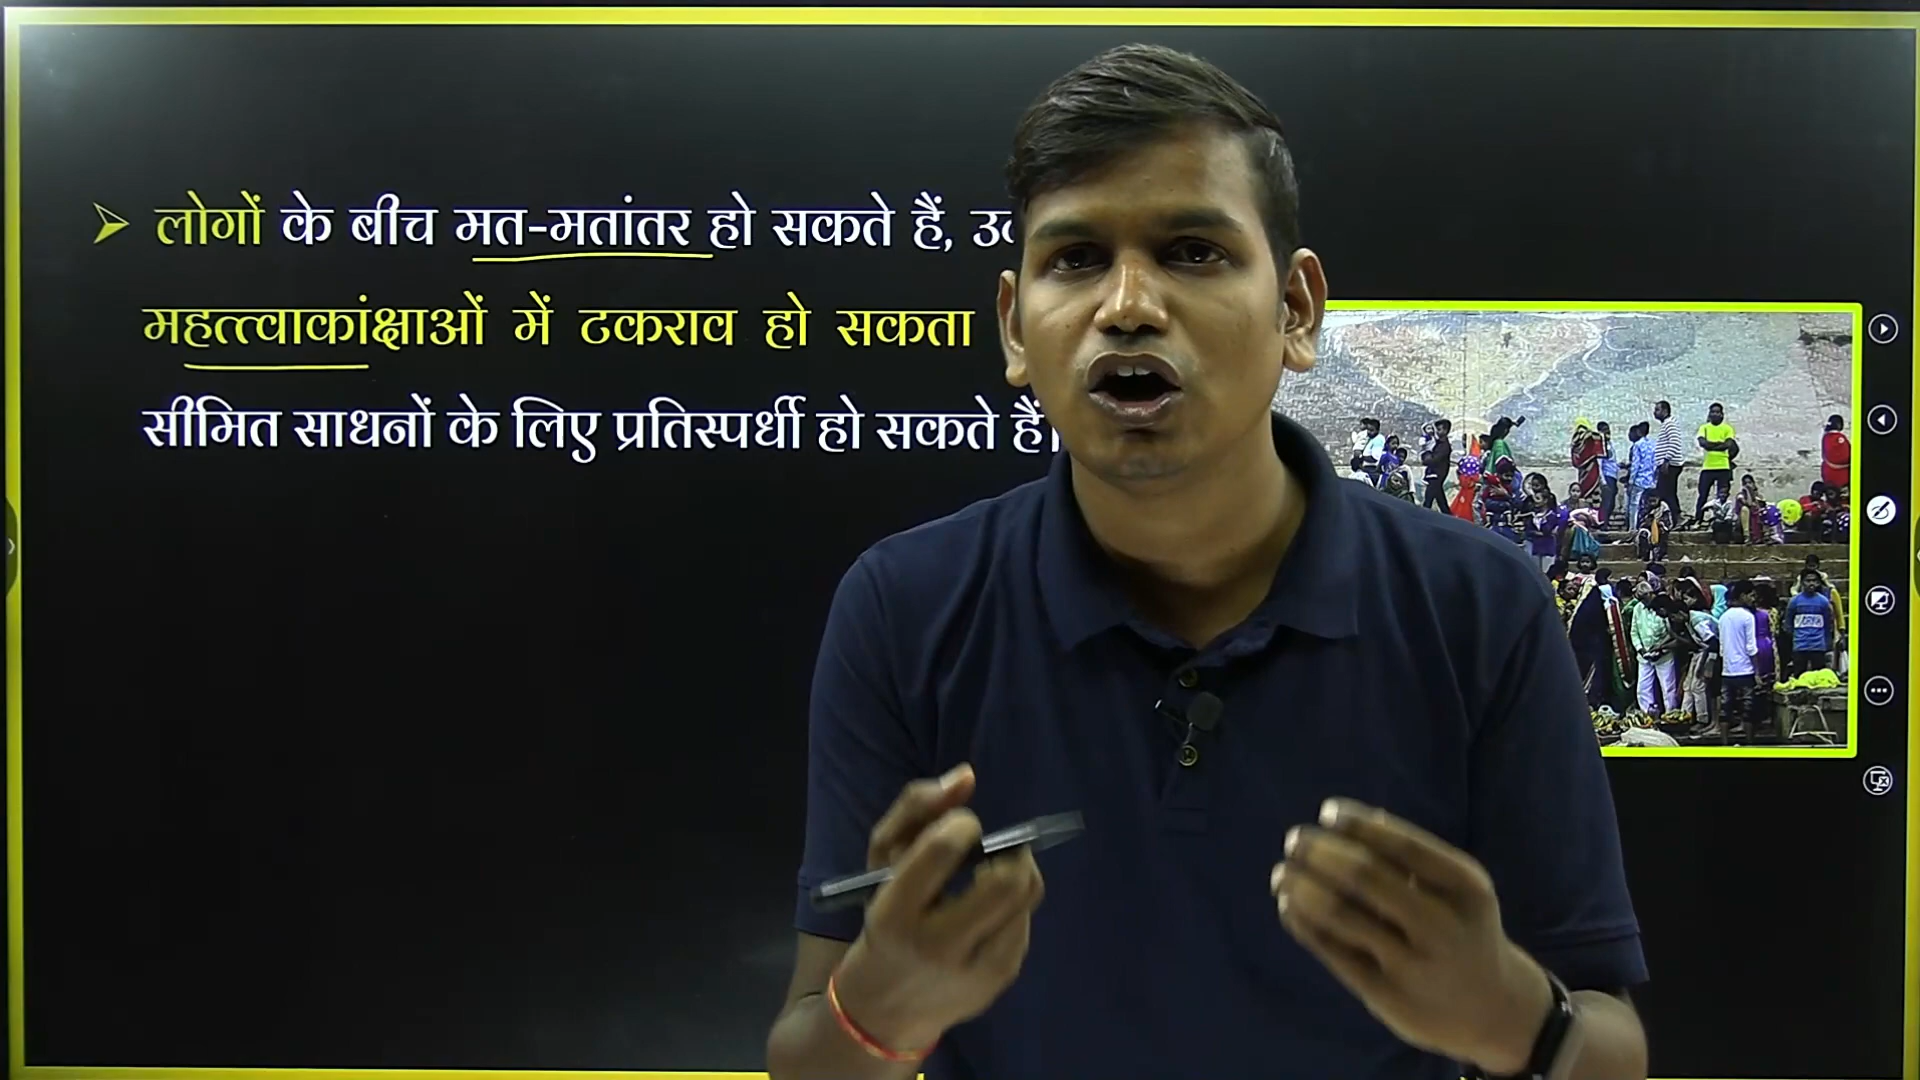 लोगों के बीच मत-मतांतर हो सकते हैं,
महत्त्वाकांक्षाओं में टकराव हो सकता
सीमित साधनों के लिए प्रतिस्पर्धी हो सकते हैं।